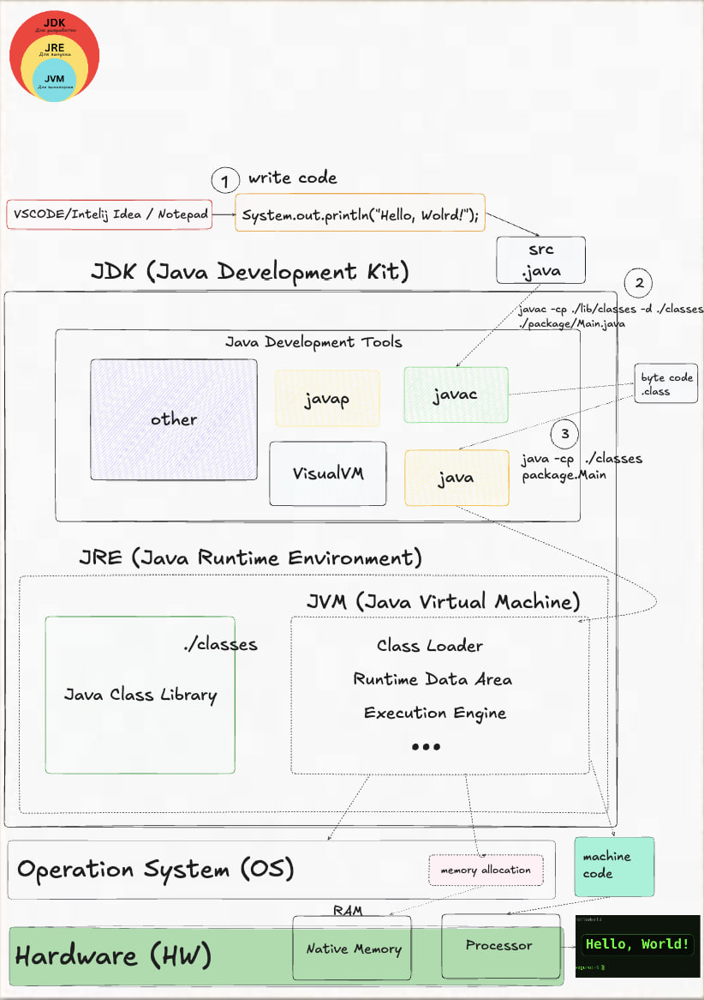 JDK
Для разработки
JRE
Для запуска
JVM
Для выполнения
1
write code
VSCODE/Intelij Idea / Notepad
System.out.println("Hello, Wolrd!");
src
.java
JDK (Java Development Kit)
2
javac -cp ./lib/classes -d ./classes
./package/Main.java
Java Development Tools
other
javap
javac
byte code
.class
VisualVM
java
3
java -cp ./classes
package.Main
JRE (Java Runtime Environment)
JVM (Java Virtual Machine)
./classes
Java Class Library
Class Loader
Runtime Data Area
Execution Engine
•••
Operation System (OS)
memory allocation
machine
code
RAM
Hardware (HW)
Native Memory
Processor
Hello, World!